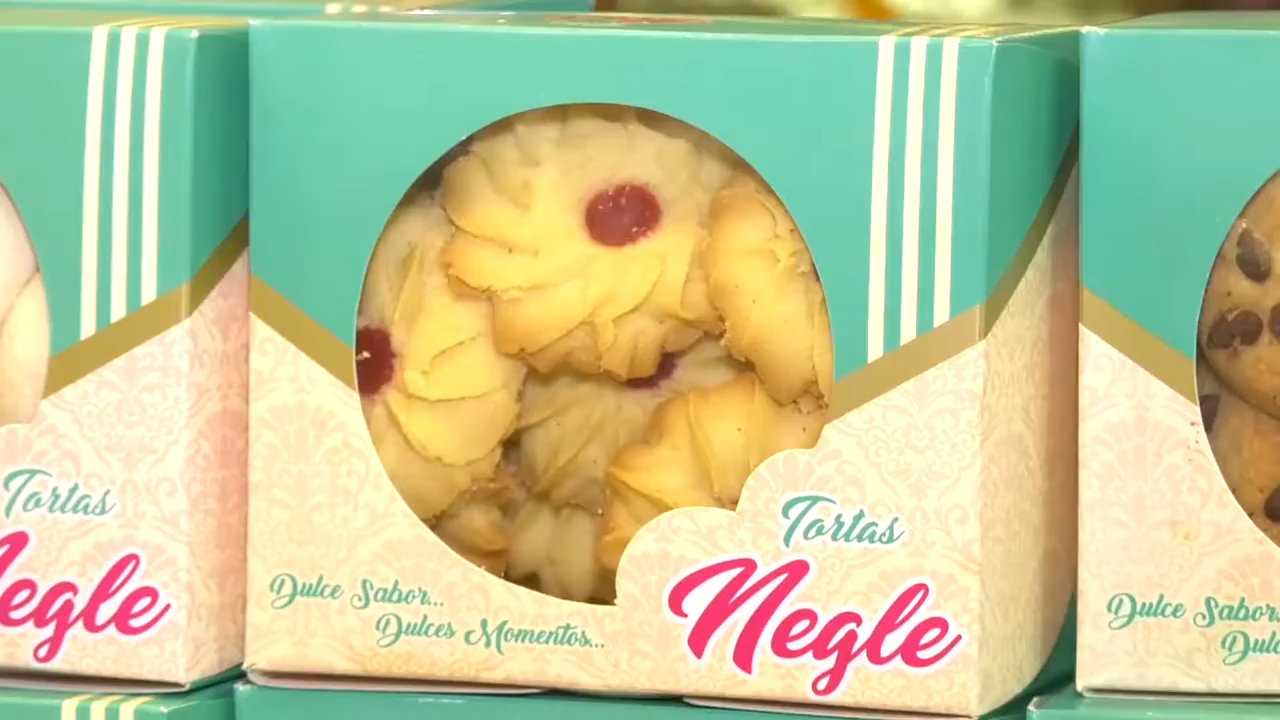 Tortas
egle
Dulce Sabor...
Dulces Momentos...
Tortas
Negle
Dulce Sabor
Dulc